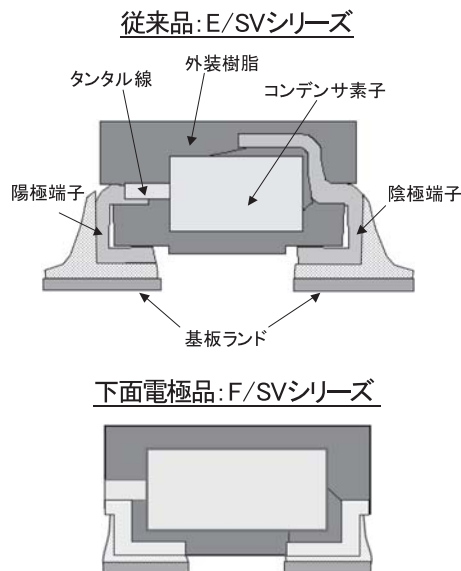 従来品:E/SVシリーズ
外装樹脂
タンタル線
コンデンサ素子
陽極端子
陰極端子
基板ランド
下面電極品:F/SVシリーズ